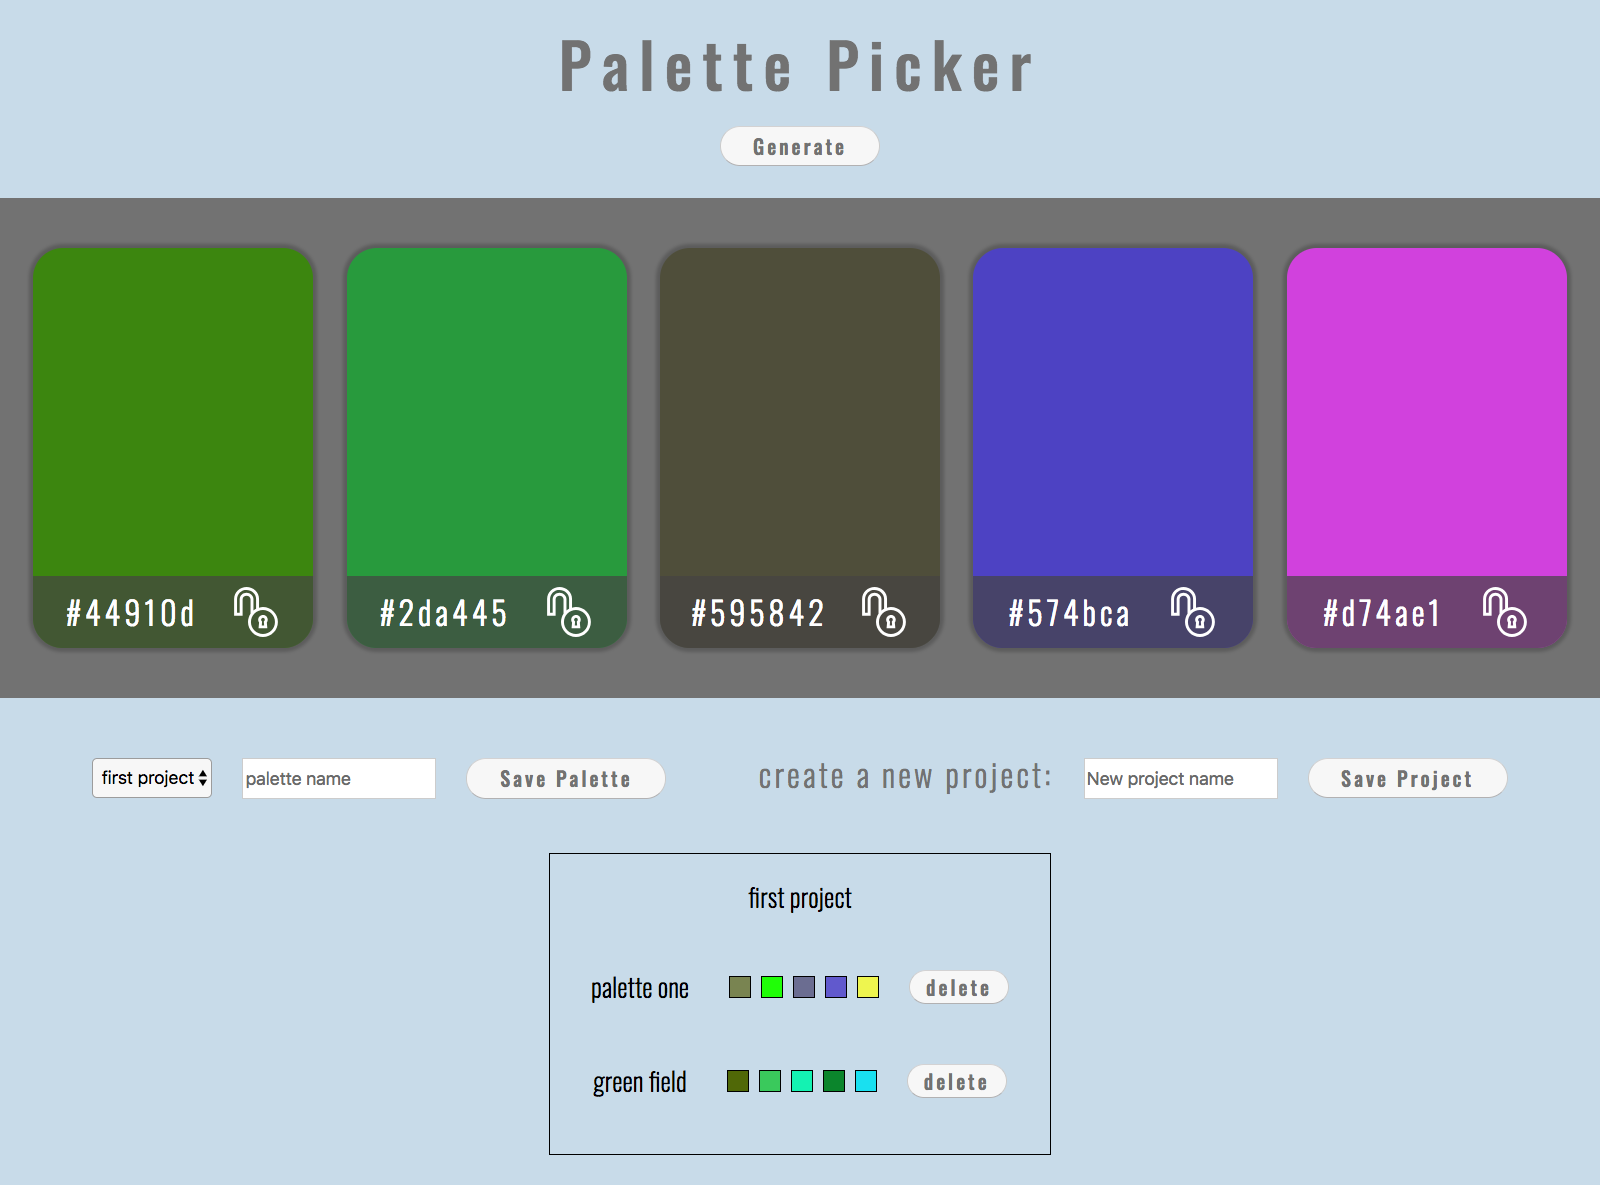 Palette Picker
Generate
#44910d
#2da445
#595842
#574bca
#d74ae1
first project
palette name
Save Palette
create a new project:
New project name
Save Project
first project
palette one
delete
green field
delete